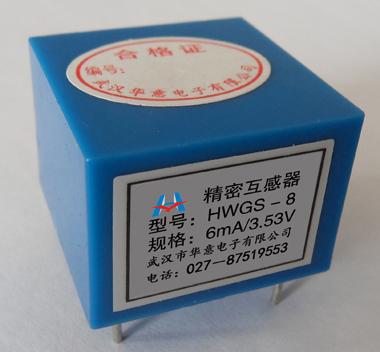 合格证
编号:
武汉华意电子有限公司
精密互感器
型号: HWGS-8
规格: 6mA/3.53V
武汉市华意电子有限公司
电话: 027-87519553